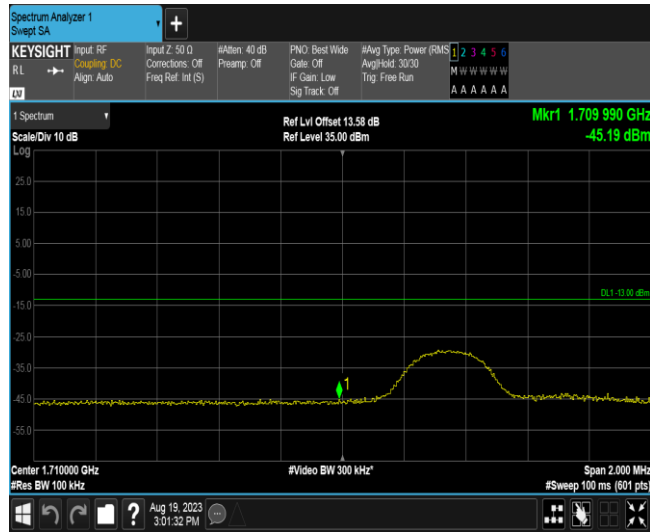 Spectrum Analyzer 1
Swept SA
KEYSIGHT
RL
LXI
Input: RF
Coupling: DC
Align: Auto
Input Z: 50 Ω
Corrections: Off
Freq Ref: Int (S)
#Atten: 40 dB
Preamp: Off
PNO: Best Wide
Gate: Off
IF Gain: Low
Sig Track: Off
#Avg Type: Power (RMS
Avg|Hold: 30/30
Trig: Free Run
1 2 3 4 5 6
M W W W W W
A A A A A A
1 Spectrum
Scale/Div 10 dB
Log
Ref Lvl Offset 13.58 dB
Ref Level 35.00 dBm
Mkr1 1.709 990 GHz
-45.19 dBm
25.0
15.0
5.00
-5.00
DL1 -13.00 dBm
-15.0
-25.0
-35.0
1
-45.0
-55.0
Center 1.710000 GHz
#Res BW 100 kHz
#Video BW 300 kHz*
Span 2.000 MHz
#Sweep 100 ms (601 pts)
?
Aug 19, 2023
3:01:32 PM